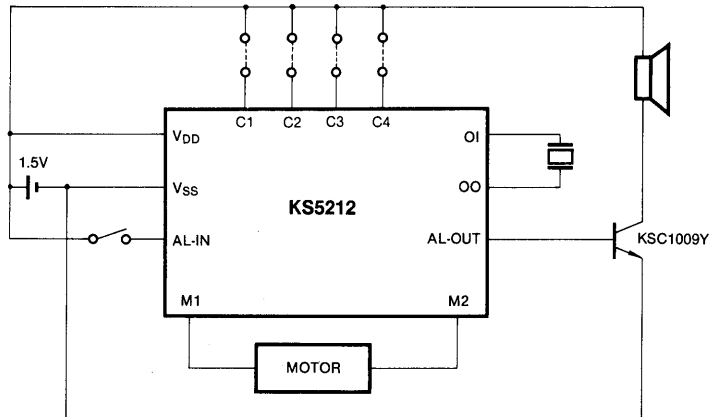 C1 C2 C3 C4
VDD
OI
1.5V
VSS
OO
KS5212
AL-IN
AL-OUT
KSC1009Y
M1
M2
MOTOR